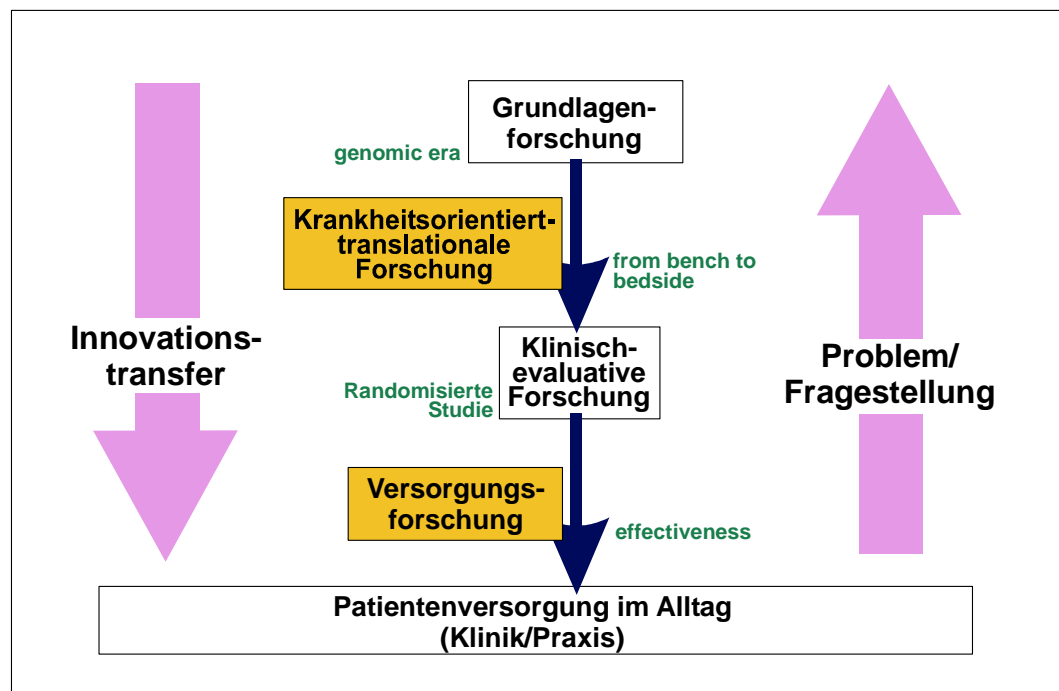 Grundlagen-
forschung
genomic era
Krankheitsorientiert-
translationale
Forschung
from bench to
bedside
Innovations-
transfer
Klinisch-
evaluative
Forschung
Randomisierte
Studie
Problem/
Fragestellung
Versorgungs-
forschung
effectiveness
Patientenversorgung im Alltag
(Klinik/Praxis)